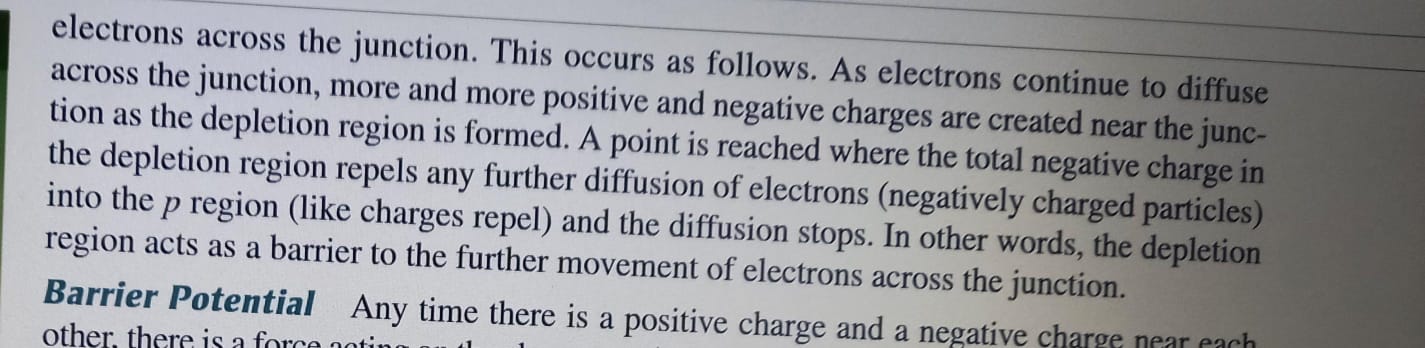 electrons across the junction. This occurs as follows. As electrons continue to diffuse
across the junction, more and more positive and negative charges are created near the junc-
tion as the depletion region is formed. A point is reached where the total negative charge in
the depletion region repels any further diffusion of electrons (negatively charged particles)
into the p region (like charges repel) and the diffusion stops. In other words, the depletion
region acts as a barrier to the further movement of electrons across the junction.
Barrier Potential Any time there is a positive charge and a negative charge near each
other, there is a force